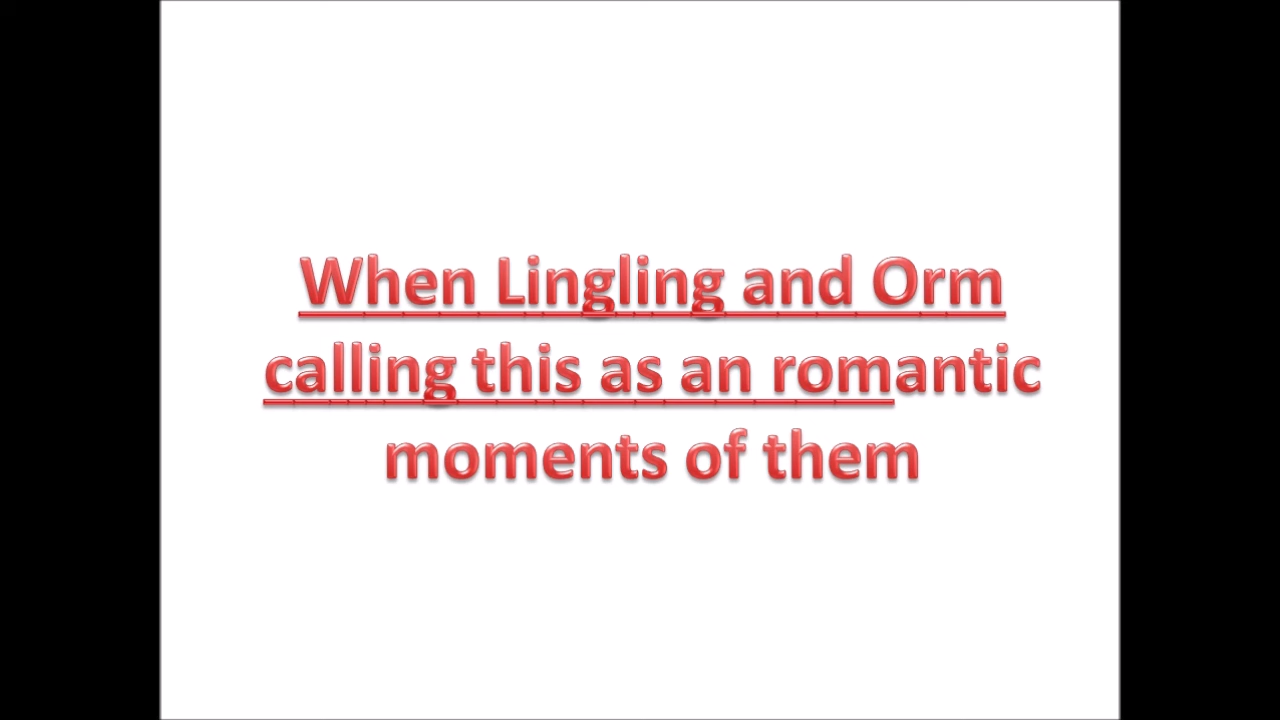 When Lingling and Orm
calling this as an romantic
moments of them